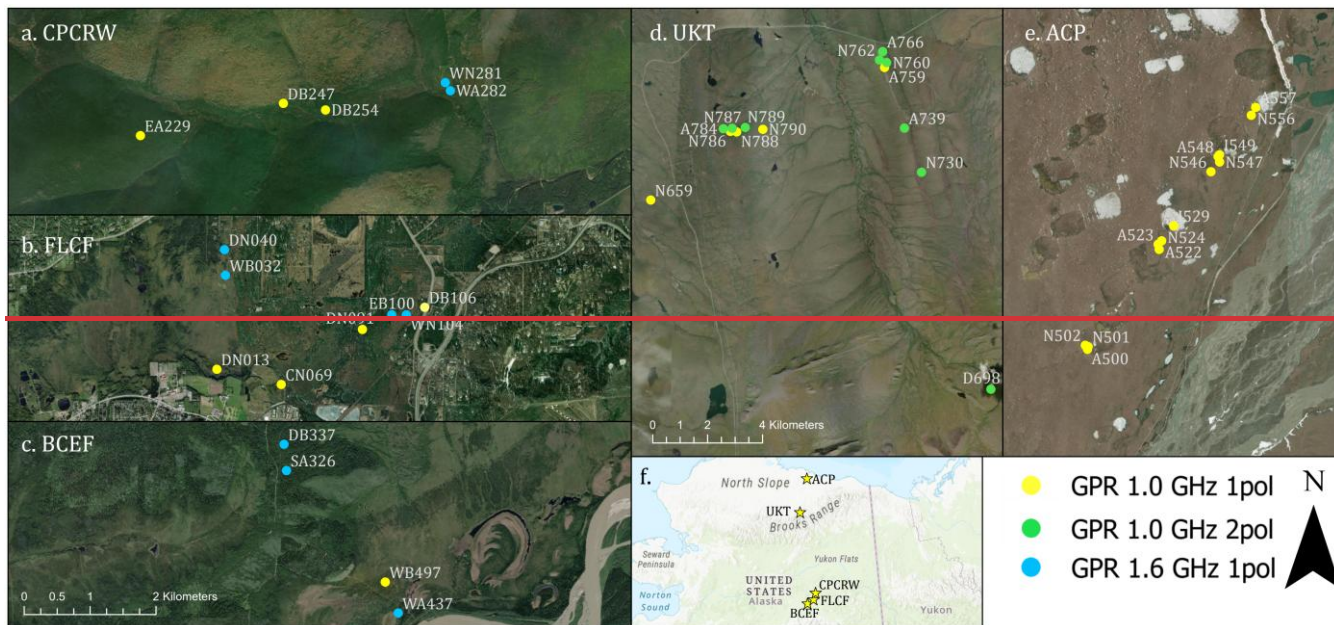 a. CPCRW
WN281
WA282
DB247
DB254
EA229
b. FLCF
DN040
WB032
EB100
DB106
DN091
WN104
DN013
CN069
c. BCEF
DB337
SA326
WB497
WA437
0 0.5 1 2 Kilometers
d. UKT
A766
N762
N760
A759
N787
N789
A784
N790
N786
N788
A739
N730
N659
D698
0 1 2 4 Kilometers
e. ACP
A557
N556
A548
J549
N546
N547
J529
A523
N524
A522
N502
N501
A500
f.
North Slope
ACP
UKT
Brooks Range
Seward
Peninsula
Yukon Flats
Norton
Sound
UNITED
STATES
Alaska
CPCRW
FLCF
BCEF
Yukon
GPR 1.0 GHz 1pol
GPR 1.0 GHz 2pol
GPR 1.6 GHz 1pol
N